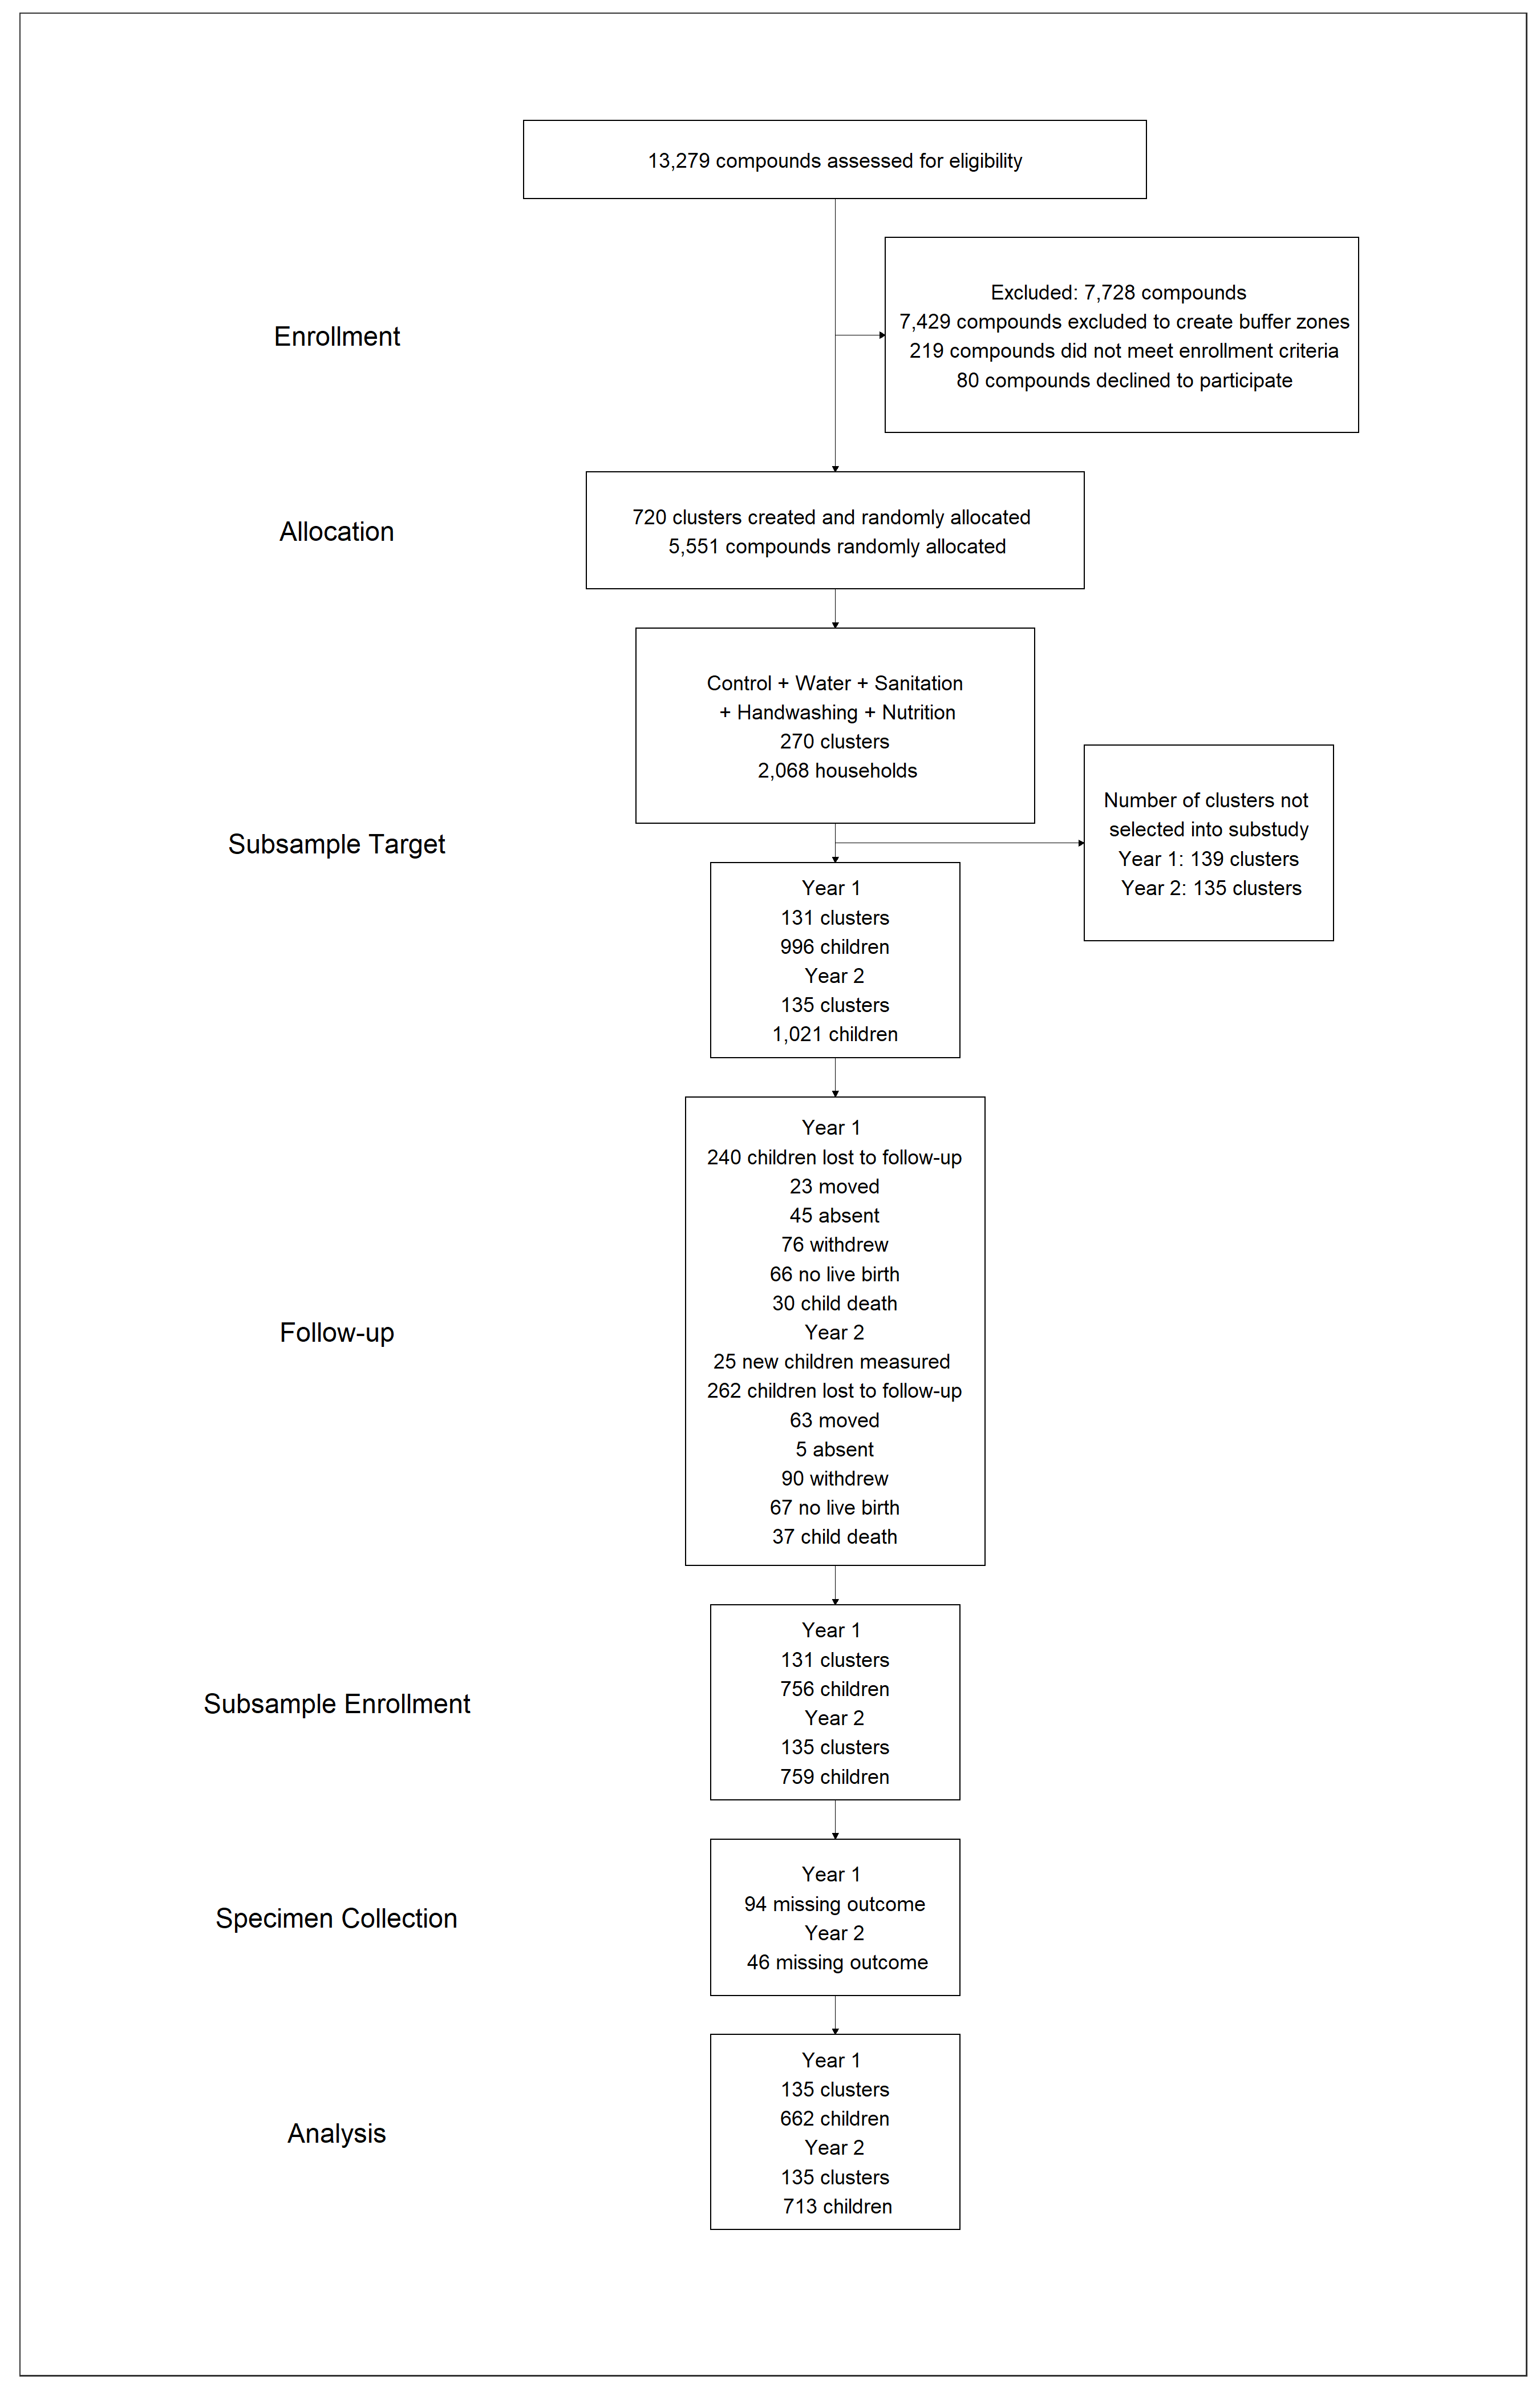 13,279 compounds assessed for eligibility
Enrollment
Excluded: 7,728 compounds
7,429 compounds excluded to create buffer zones
219 compounds did not meet enrollment criteria
80 compounds declined to participate
Allocation
720 clusters created and randomly allocated
5,551 compounds randomly allocated
Control + Water + Sanitation
+ Handwashing + Nutrition
270 clusters
2,068 households
Subsample Target
Number of clusters not
selected into substudy
Year 1: 139 clusters
Year 2: 135 clusters
Year 1
131 clusters
996 children
Year 2
135 clusters
1,021 children
Follow-up
Year 1
240 children lost to follow-up
23 moved
45 absent
76 withdrew
66 no live birth
30 child death
Year 2
25 new children measured
262 children lost to follow-up
63 moved
5 absent
90 withdrew
67 no live birth
37 child death
Subsample Enrollment
Year 1
131 clusters
756 children
Year 2
135 clusters
759 children
Specimen Collection
Year 1
94 missing outcome
Year 2
46 missing outcome
Analysis
Year 1
135 clusters
662 children
Year 2
135 clusters
713 children